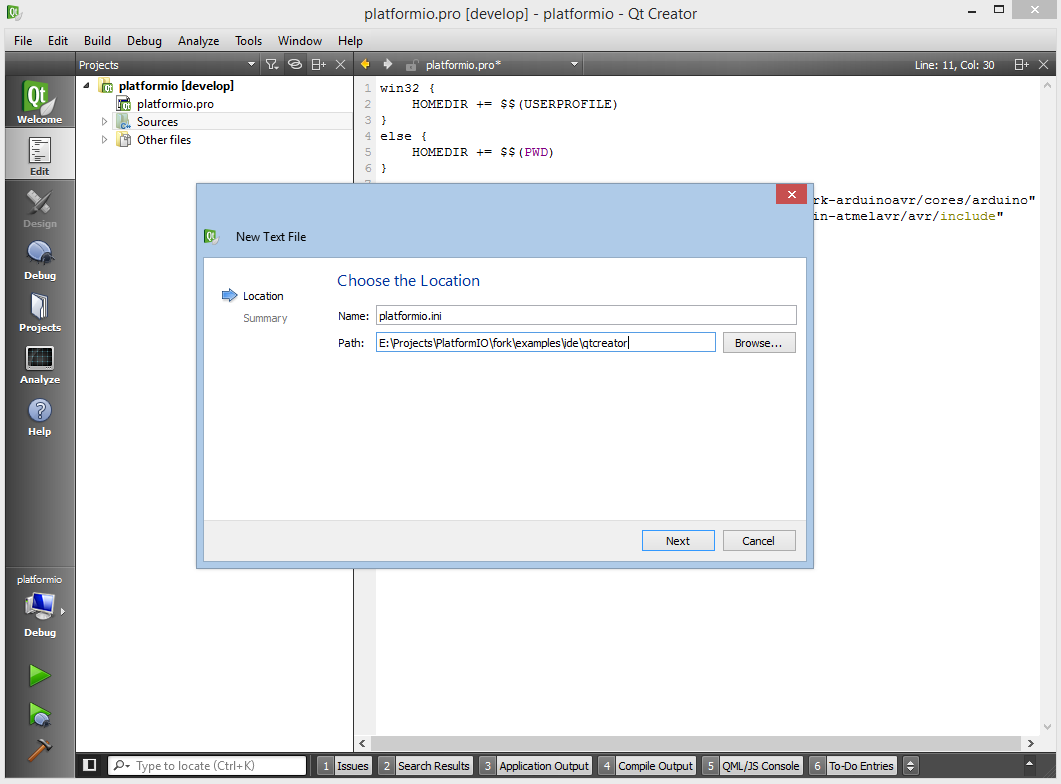 platformio.pro [develop] - platformio - Qt Creator
File Edit Build Debug Analyze Tools Window Help
Projects platformio.pro* Line: 11, Col: 30
Welcome
Edit
Design
Debug
Projects
Analyze
Help
platformio
Debug
platformio [develop]
platformio.pro
Sources
Other files
1 win32 {
2 HOMEDIR += $$(USERPROFILE)
3 }
4 else {
5 HOMEDIR += $$(PWD)
6 }
rk-arduinoavr/cores/arduino"
in-atmelavr/avr/include"
New Text File
Location
Summary
Choose the Location
Name: platformio.ini
Path: E:\Projects\PlatformIO\fork\examples\ide\qtcreator
Browse...
Next Cancel
Type to locate (Ctrl+K) 1 Issues 2 Search Results 3 Application Output 4 Compile Output 5 QML/JS Console 6 To-Do Entries